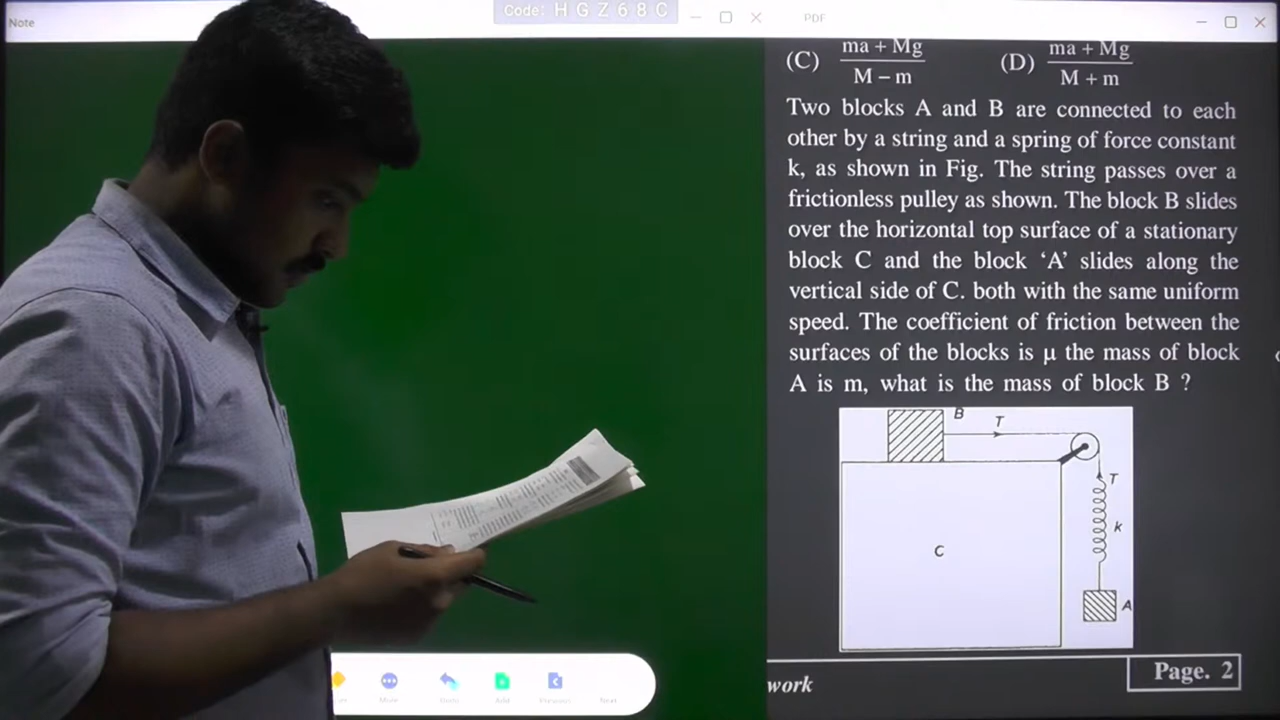 Note
Code: H G Z 6 8 C
PDF
(C) ma + Mg / M – m
(D) ma + Mg / M + m
Two blocks A and B are connected to each
other by a string and a spring of force constant
k, as shown in Fig. The string passes over a
frictionless pulley as shown. The block B slides
over the horizontal top surface of a stationary
block C and the block ‘A’ slides along the
vertical side of C. both with the same uniform
speed. The coefficient of friction between the
surfaces of the blocks is μ the mass of block
A is m, what is the mass of block B ?
B
T
T
k
C
A
More
Undo
Add
Next
work
Page. 2